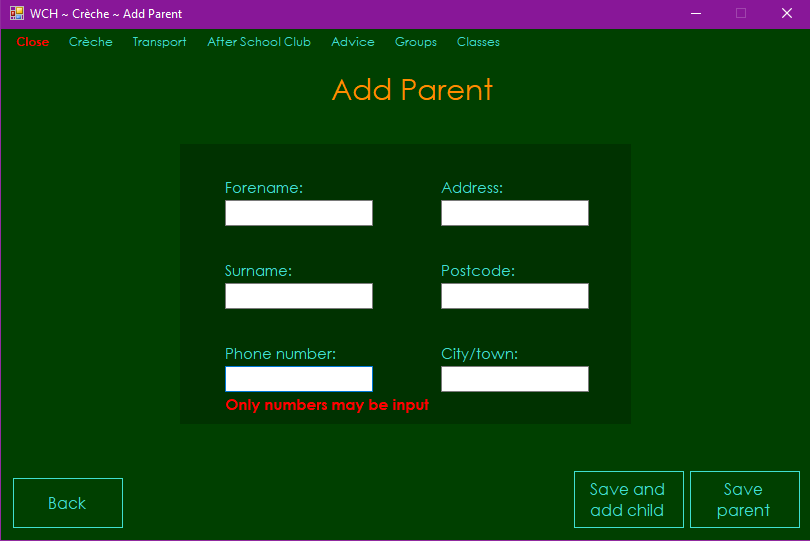 WCH ~ Crèche ~ Add Parent
Close Crèche Transport After School Club Advice Groups Classes
Add Parent
Forename: Address:
Surname: Postcode:
Phone number: City/town:
Only numbers may be input
Back
Save and
add child
Save
parent